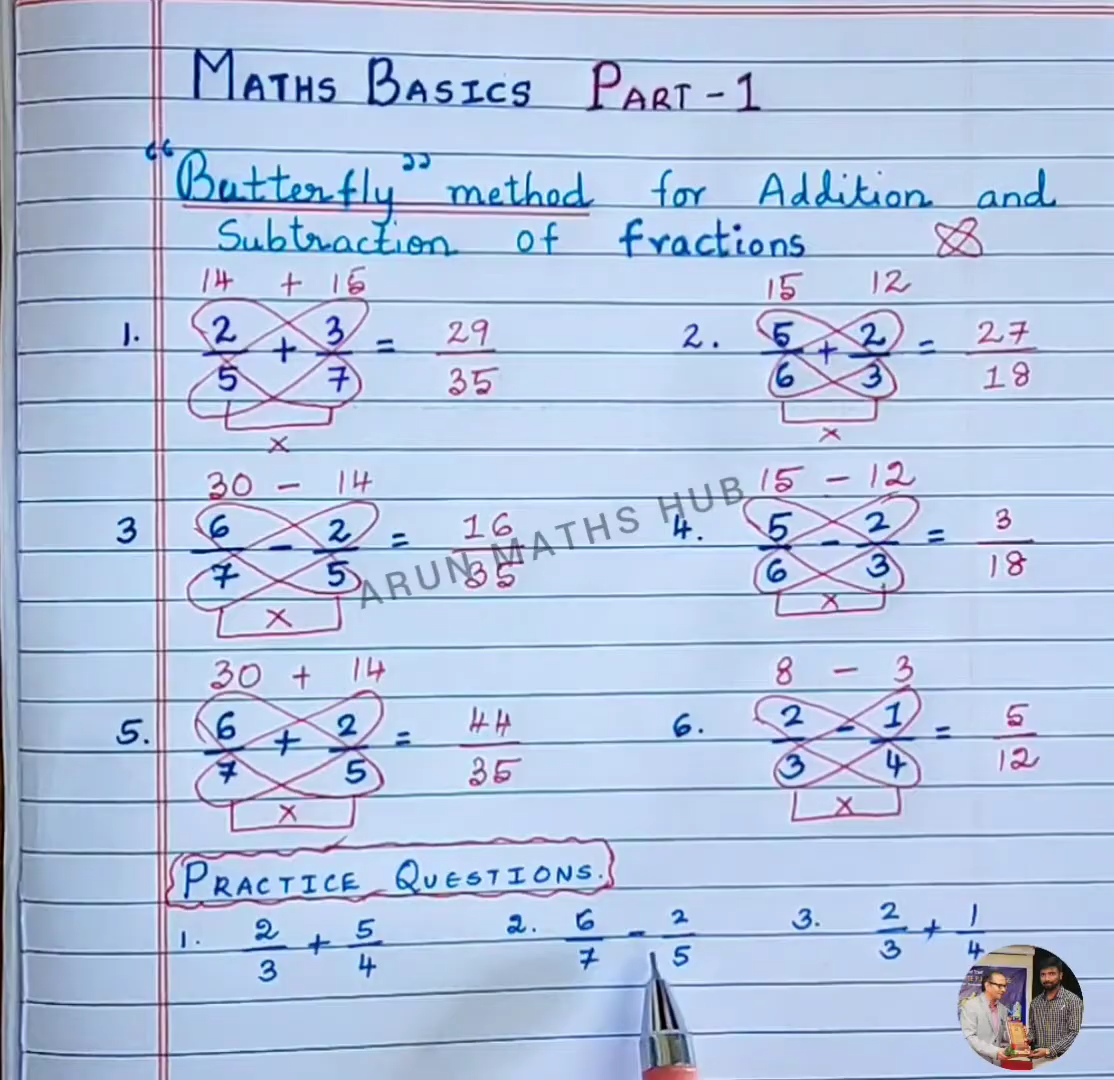 MATHS BASICS PART - 1
"Butterfly" method for Addition and
Subtraction of fractions
14 + 15 15 12
1. 2/5 + 3/7 = 29/35 2. 5/6 + 2/3 = 27/18
x x
30 - 14 15 - 12
3 6/7 - 2/5 = 16/35 4. 5/6 - 2/3 = 3/18
x x
30 + 14 8 - 3
5. 6/7 + 2/5 = 44/35 6. 2/3 - 1/4 = 5/12
x x
PRACTICE QUESTIONS.
1. 2/3 + 5/4 2. 6/7 - 2/5 3. 2/3 + 1/4
ARUN MATHS HUB